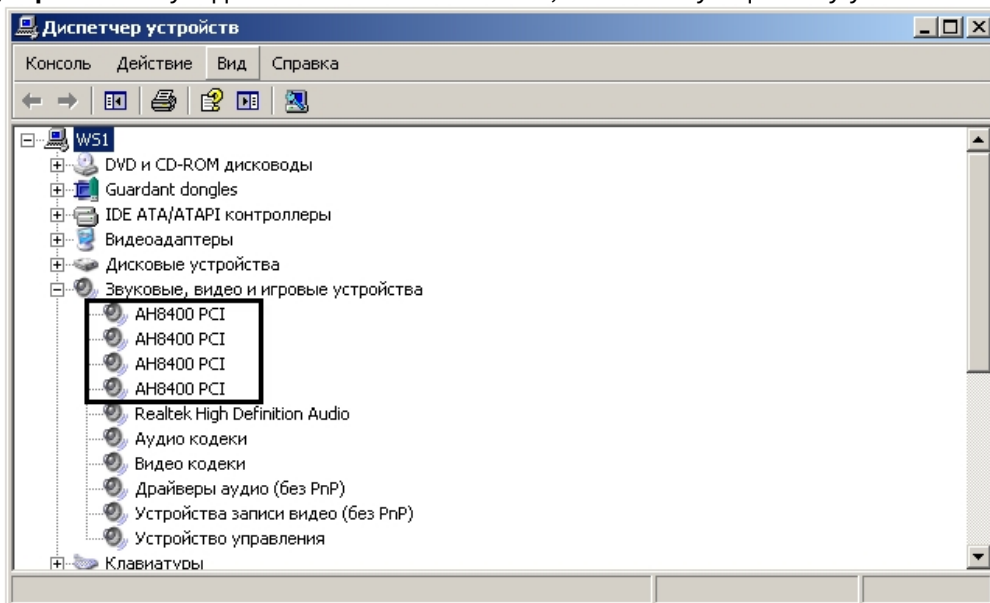 Диспетчер устройств
Консоль Действие Вид Справка
WS1
DVD и CD-ROM дисководы
Guardant dongles
IDE ATA/ATAPI контроллеры
Видеоадаптеры
Дисковые устройства
Звуковые, видео и игровые устройства
AH8400 PCI
AH8400 PCI
AH8400 PCI
AH8400 PCI
Realtek High Definition Audio
Аудио кодеки
Видео кодеки
Драйверы аудио (без PnP)
Устройства записи видео (без PnP)
Устройство управления
Клавиатуры